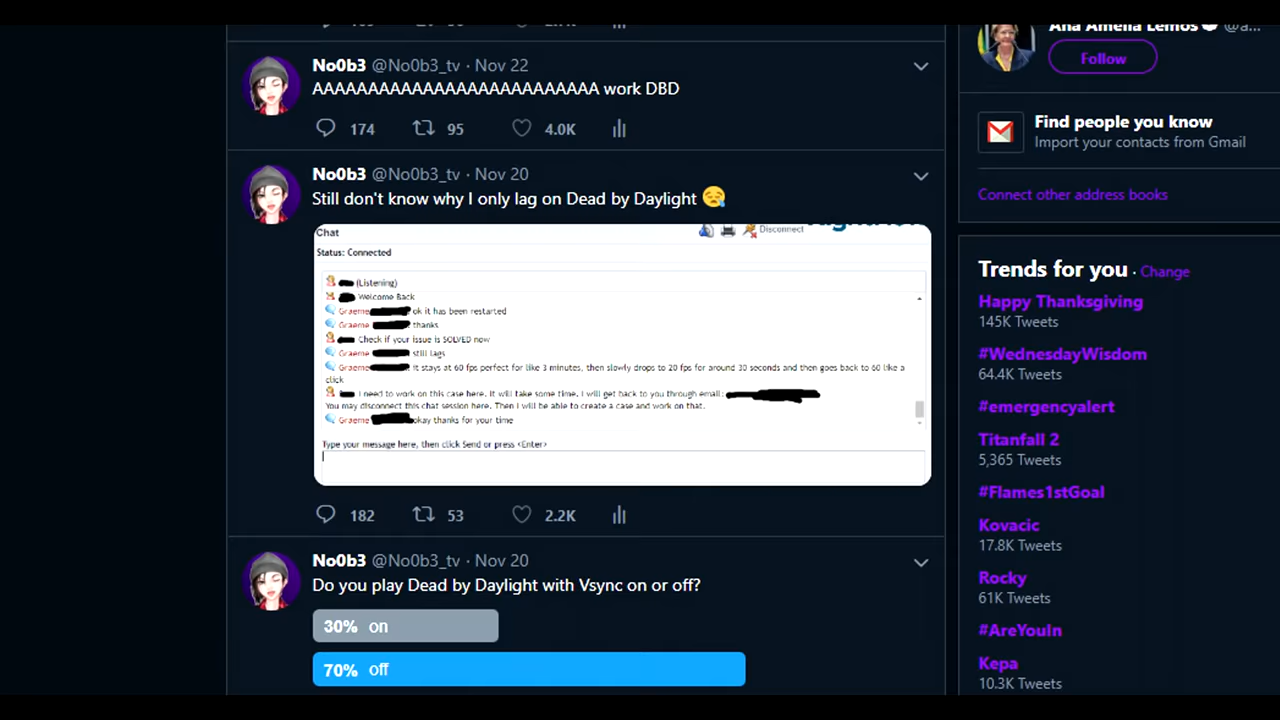 Ana Amélia Lemos @a...
Follow
No0b3 @No0b3_tv · Nov 22
AAAAAAAAAAAAAAAAAAAAAAAAAA work DBD
174 95 4.0K
Find people you know
Import your contacts from Gmail
Connect other address books
No0b3 @No0b3_tv · Nov 20
Still don't know why I only lag on Dead by Daylight
Chat
Disconnect
Status: Connected
(Listening)
Welcome Back
Graeme ok it has been restarted
Graeme thanks
Check if your issue is SOLVED now
Graeme still lags
Graeme it stays at 60 fps perfect for like 3 minutes, then slowly drops to 20 fps for around 30 seconds and then goes back to 60 like a
click
I need to work on this case here. It will take some time. I will get back to you through email:
You may disconnect this chat session here. Then I will be able to create a case and work on that.
Graeme okay thanks for your time
Type your message here, then click Send or press <Enter>
182 53 2.2K
No0b3 @No0b3_tv · Nov 20
Do you play Dead by Daylight with Vsync on or off?
30% on
70% off
Trends for you · Change
Happy Thanksgiving
145K Tweets
#WednesdayWisdom
64.4K Tweets
#emergencyalert
Titanfall 2
5,365 Tweets
#Flames1stGoal
Kovacic
17.8K Tweets
Rocky
61K Tweets
#AreYouIn
Kepa
10.3K Tweets